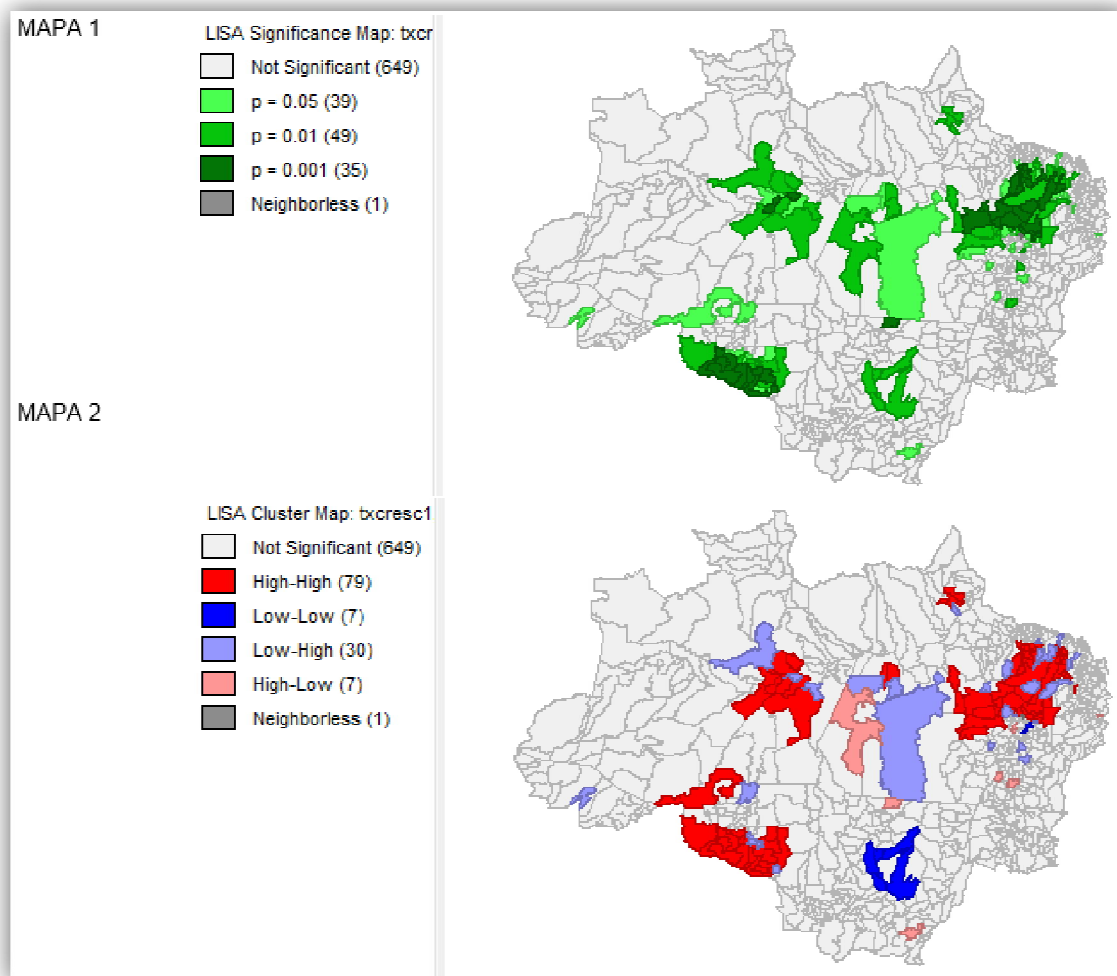 MAPA 1
LISA Significance Map: txcr
Not Significant (649)
p = 0.05 (39)
p = 0.01 (49)
p = 0.001 (35)
Neighborless (1)
MAPA 2
LISA Cluster Map: txcresc1
Not Significant (649)
High-High (79)
Low-Low (7)
Low-High (30)
High-Low (7)
Neighborless (1)